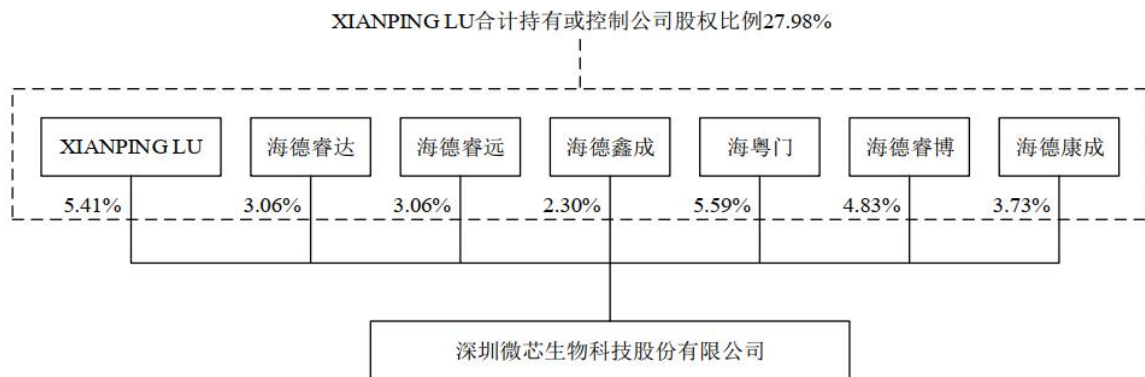 XIANPING LU合计持有或控制公司股权比例27.98%
XIANPING LU
海德睿达
海德睿远
海德鑫成
海粤门
海德睿博
海德康成
5.41%
3.06%
3.06%
2.30%
5.59%
4.83%
3.73%
深圳微芯生物科技股份有限公司